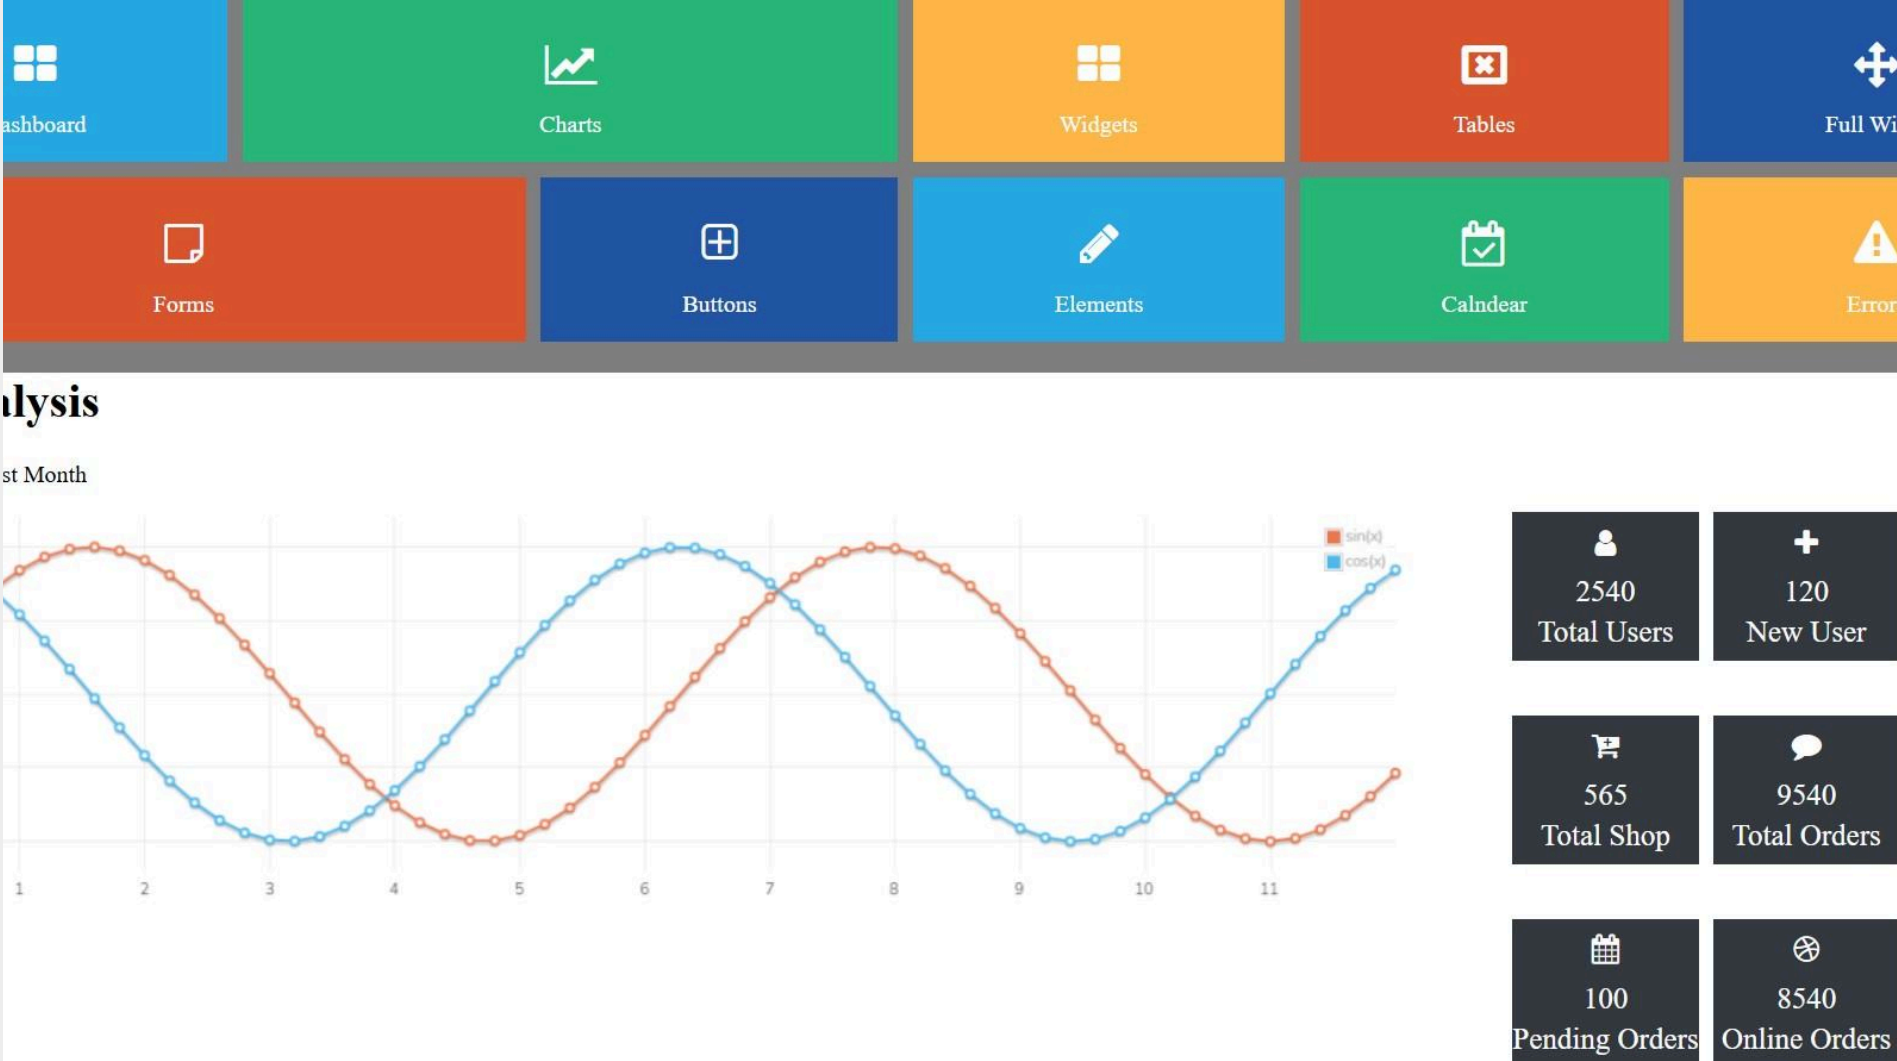 ashboard
Charts
Widgets
Tables
Full Wi
Forms
Buttons
Elements
Calndear
Error
alysis
st Month
sin(x)
cos(x)
1 2 3 4 5 6 7 8 9 10 11
2540
Total Users
120
New User
565
Total Shop
9540
Total Orders
100
Pending Orders
8540
Online Orders